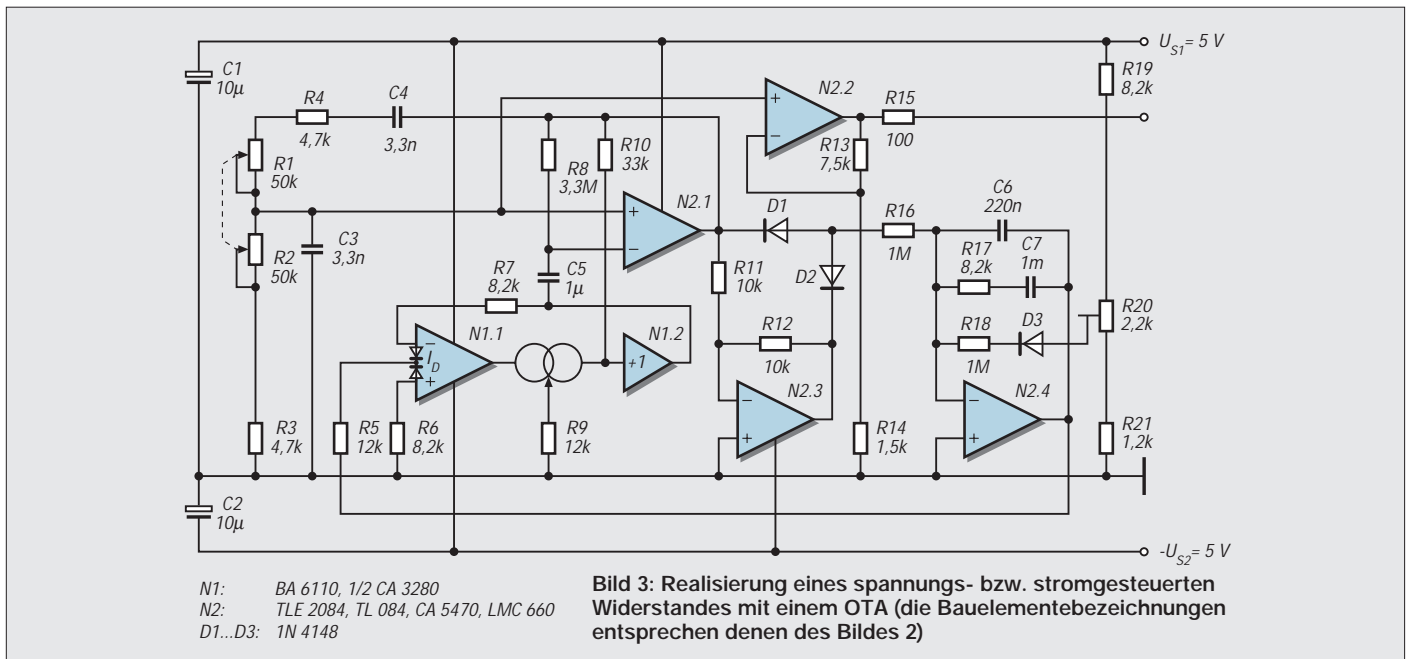 U_S1 = 5 V
C1
10µ
R4
4,7k
C4
3,3n
R1
50k
R2
50k
C3
3,3n
R3
4,7k
R8
3,3M
R10
33k
N2.1
+
−
R7
8,2k
C5
1µ
N1.1
−
I_D
+
N1.2
+1
R5
12k
R6
8,2k
R9
12k
N2.2
+
−
R15
100
R13
7,5k
D1
D2
R11
10k
R12
10k
N2.3
−
+
R14
1,5k
R16
1M
C6
220n
R17
8,2k
C7
1m
R18
1M
D3
N2.4
−
+
R19
8,2k
R20
2,2k
R21
1,2k
C2
10µ
-U_S2 = 5 V
N1: BA 6110, 1/2 CA 3280
N2: TLE 2084, TL 084, CA 5470, LMC 660
D1...D3: 1N 4148
Bild 3: Realisierung eines spannungs- bzw. stromgesteuerten
Widerstandes mit einem OTA (die Bauelementebezeichnungen
entsprechen denen des Bildes 2)